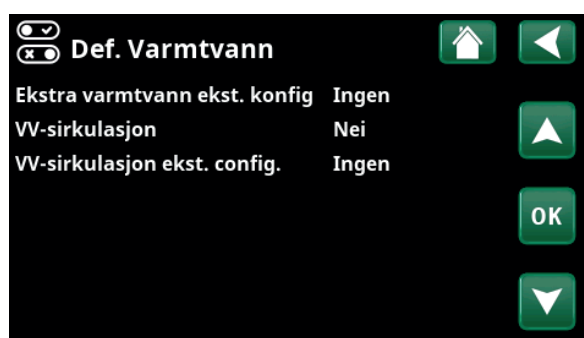 Def. Varmtvann
Ekstra varmtvann ekst. konfig Ingen
VV-sirkulasjon Nei
VV-sirkulasjon ekst. config. Ingen
OK